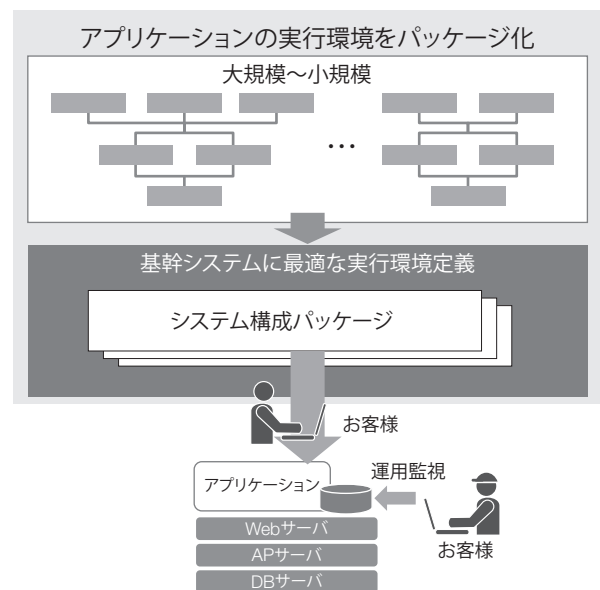 アプリケーションの実行環境をパッケージ化
大規模～小規模
…
基幹システムに最適な実行環境定義
システム構成パッケージ
お客様
アプリケーション
運用監視
お客様
Webサーバ
APサーバ
DBサーバ